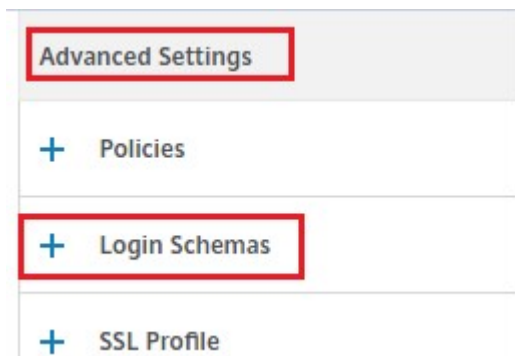 Advanced Settings
+ Policies
+ Login Schemas
+ SSL Profile